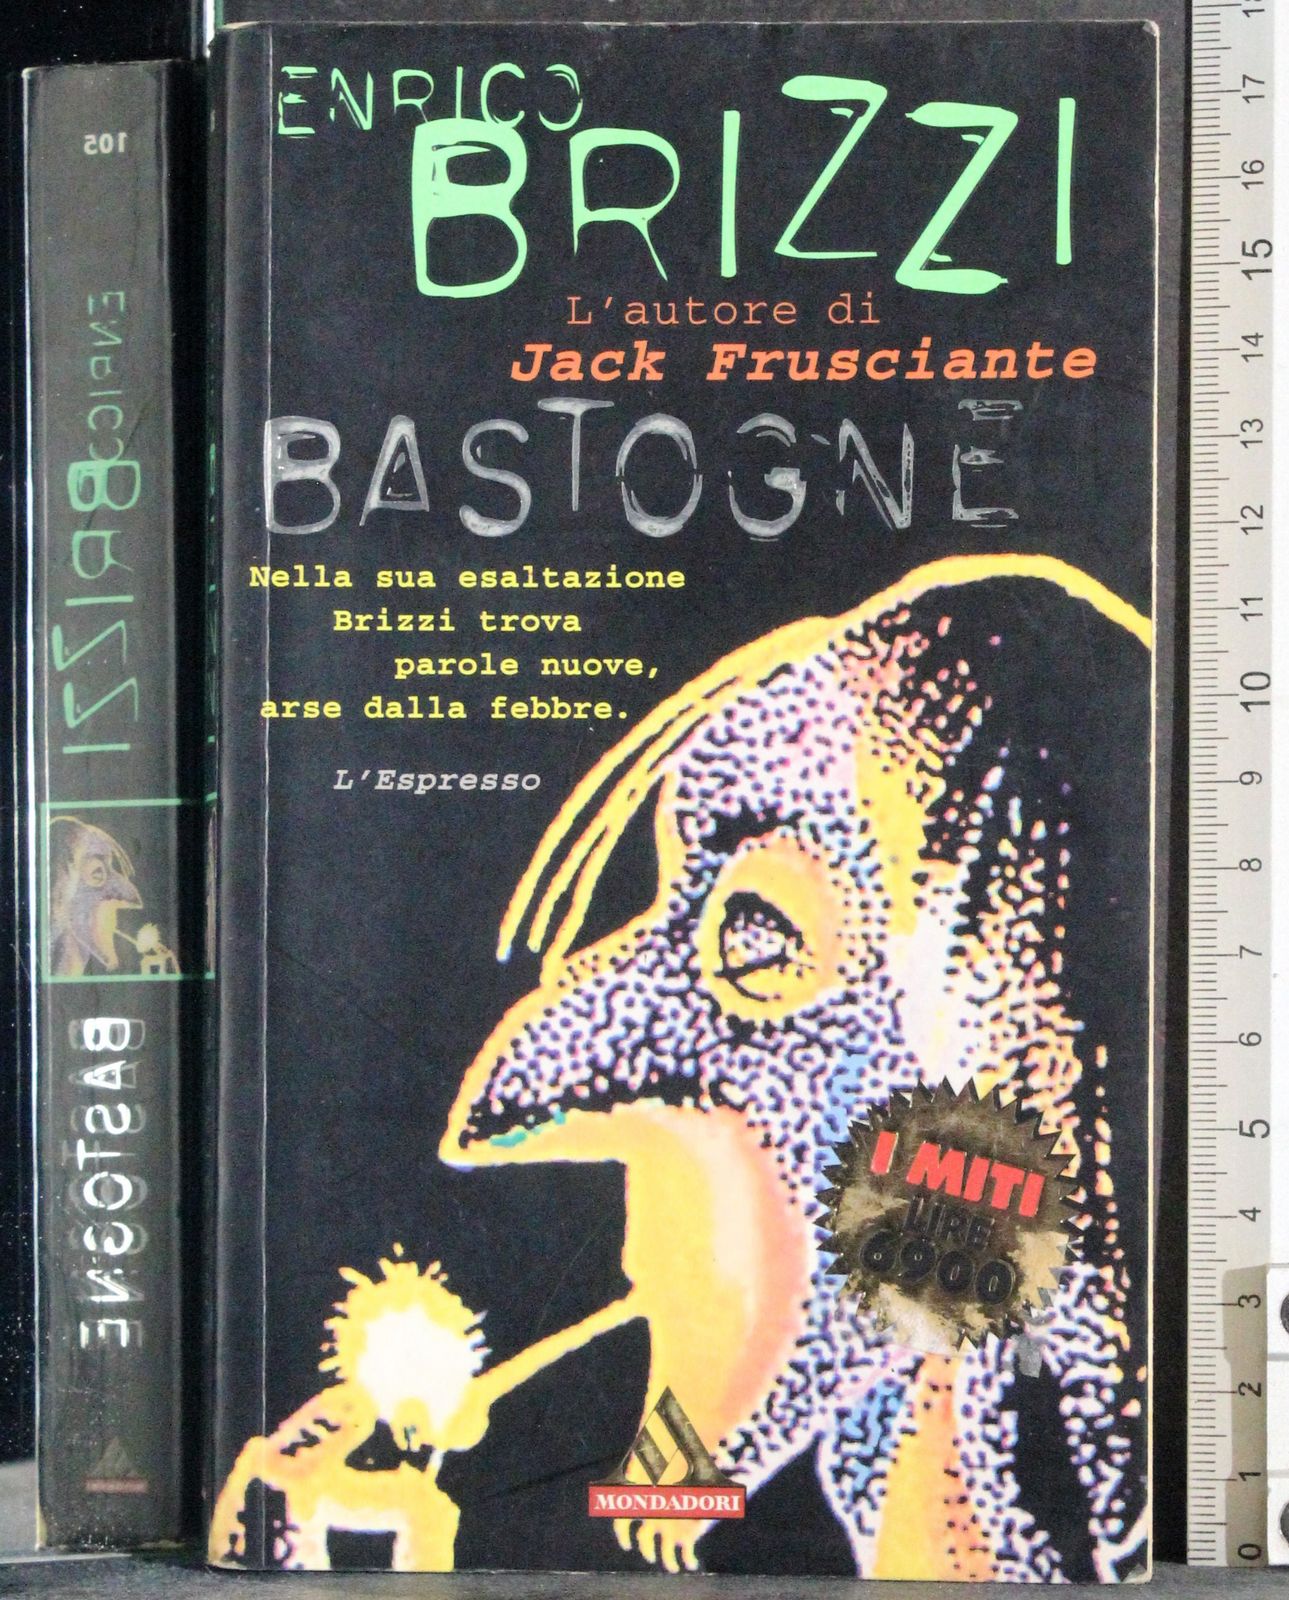 ENRICO
BRIZZI
L'autore di
Jack Frusciante
BASTOGNE
Nella sua esaltazione
Brizzi trova
parole nuove,
arse dalla febbre.
L'Espresso
I MITI
LIRE
6900
MONDADORI
105
ENRICO
BRIZZI
BASTOGNE
17
16
15
14
13
12
11
10
9
8
7
6
5
4
3
2
1
0